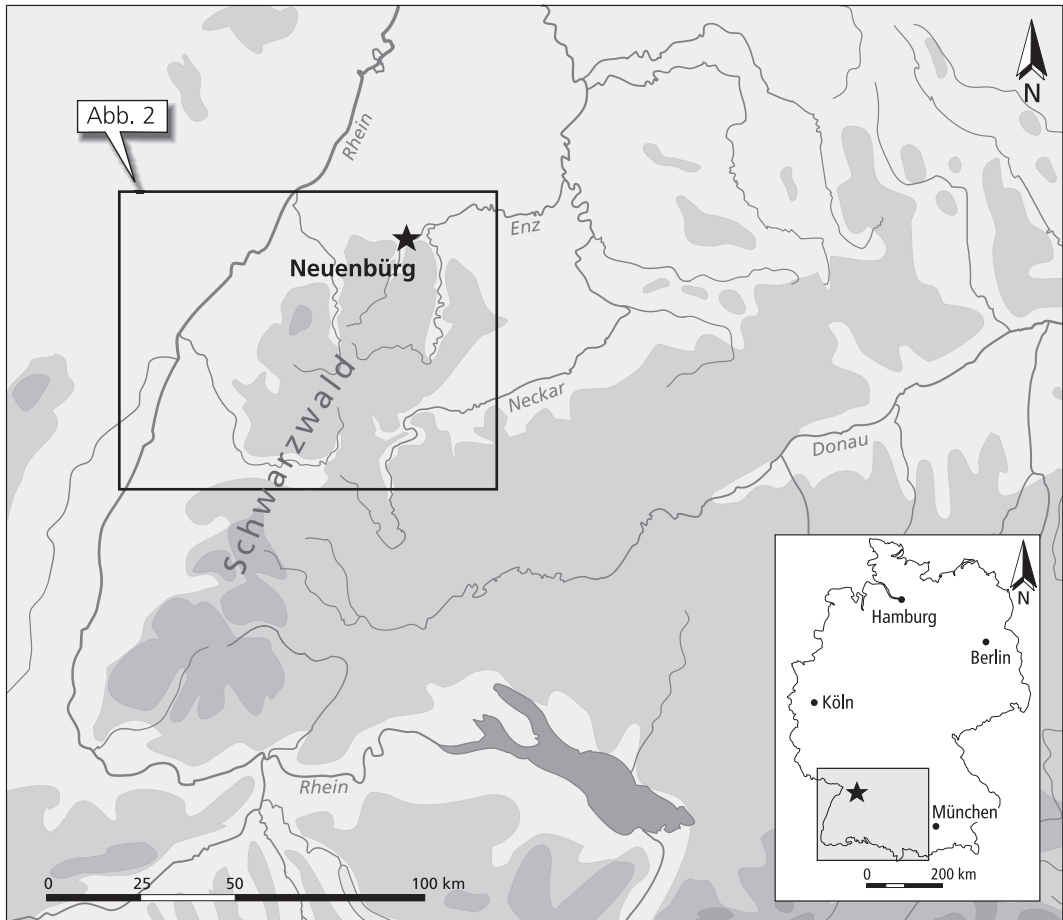 N
Abb. 2
Rhein
Enz
Neuenbürg
Schwarzwald
Neckar
Donau
Rhein
0 25 50 100 km
N
Hamburg
Berlin
Köln
München
0 200 km